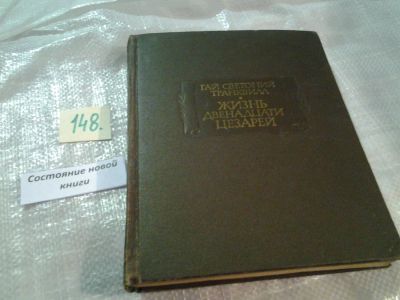 ГАЙ СВЕТОНИЙ
ТРАНКВИЛЛ
ЖИЗНЬ
ДВЕНАДЦАТИ
ЦЕЗАРЕЙ
148.
Состояние новой
книги